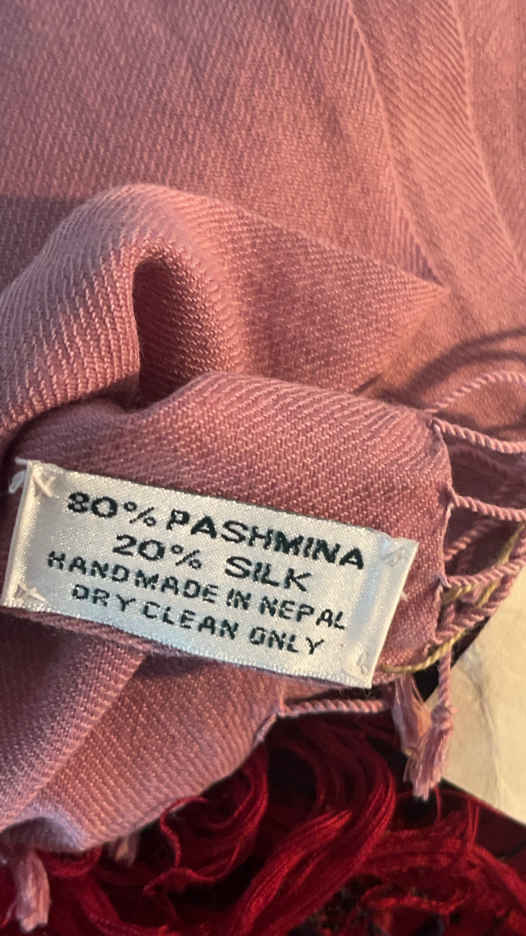 80% PASHMINA
20% SILK
HANDMADE IN NEPAL
DRY CLEAN ONLY